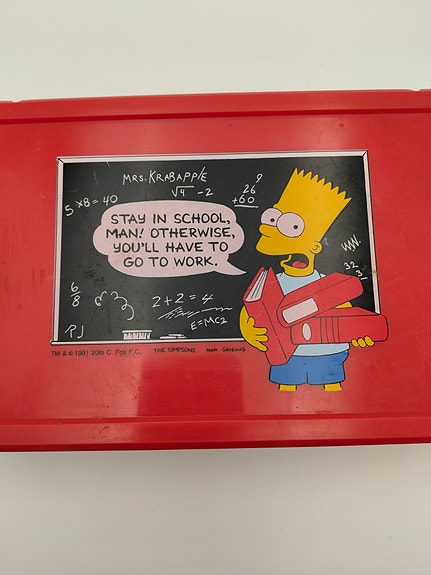 MRS. KRABAPPLE
√4 -2
9
26
+60
5 x8 = 40
STAY IN SCHOOL,
MAN! OTHERWISE,
YOU'LL HAVE TO
GO TO WORK.
32
6
8
2+2=4
E=MC2
TM & © 1991 20th C. Fox F.C. THE SIMPSONS MATT GROENING